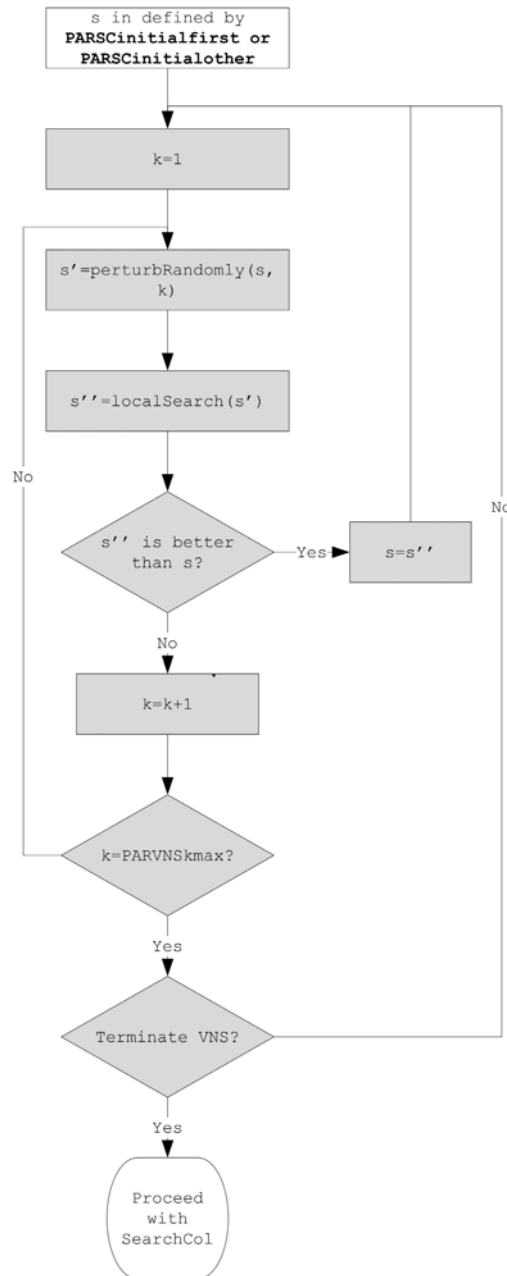 s in defined by
PARSCinitialfirst or
PARSCinitialother
k=1
s’=perturbRandomly(s,
k)
s’’=localSearch(s’)
No
No
s’’ is better
than s?
Yes
s=s’’
No
k=k+1
k=PARVNSkmax?
Yes
Terminate VNS?
Yes
Proceed
with
SearchCol